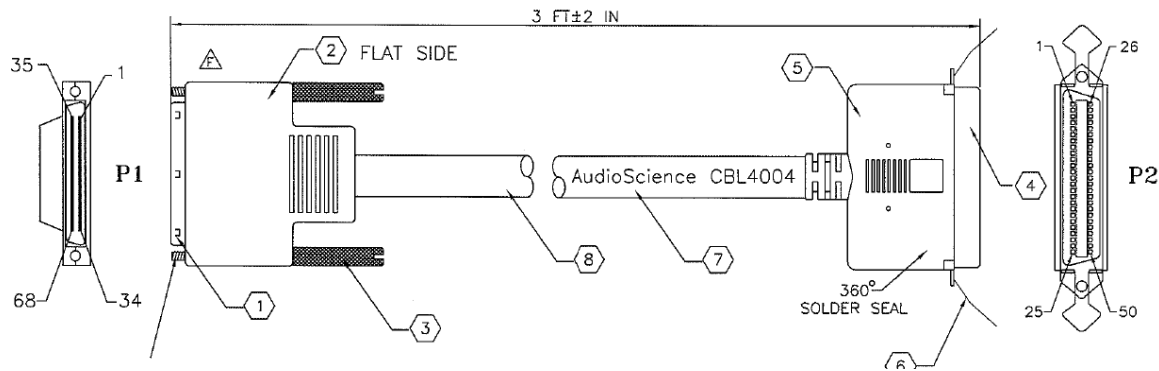 3 FT±2 IN
F
2 FLAT SIDE
35
1
P1
68
34
1
3
8
AudioScience CBL4004
7
5
4
360°
SOLDER SEAL
6
1
26
P2
25
50